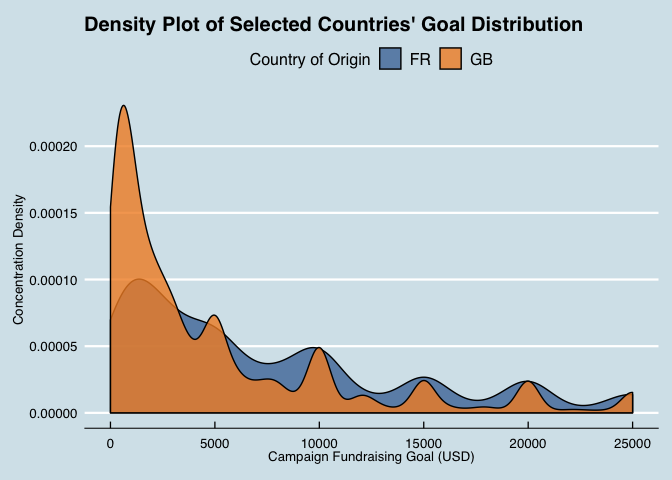 Density Plot of Selected Countries' Goal Distribution
Country of Origin FR GB
Concentration Density
0.00020
0.00015
0.00010
0.00005
0.00000
0 5000 10000 15000 20000 25000
Campaign Fundraising Goal (USD)